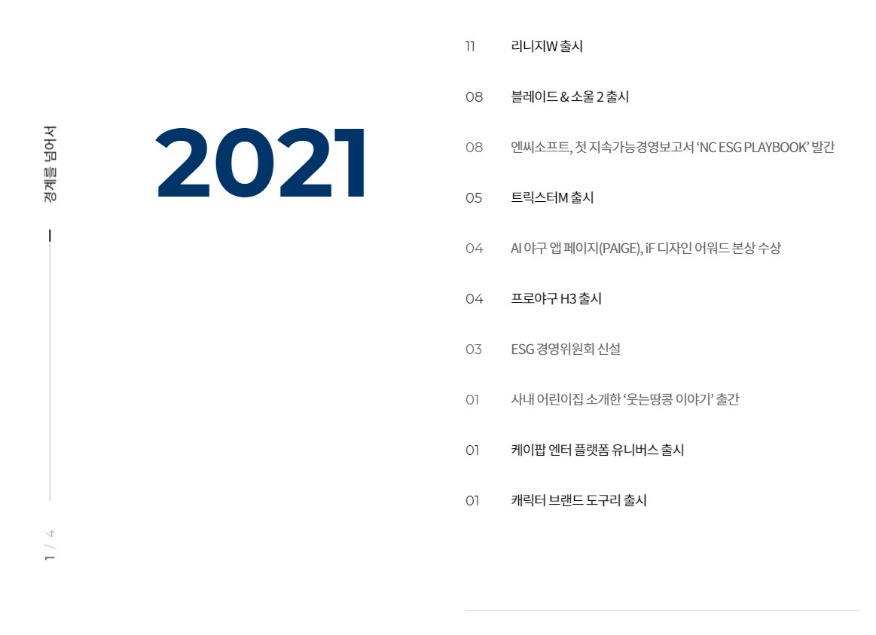 경계를 넘어서
1 / 4
2021
11 리니지W 출시
08 블레이드 & 소울 2 출시
08 엔씨소프트, 첫 지속가능경영보고서 ‘NC ESG PLAYBOOK’ 발간
05 트릭스터M 출시
04 AI 야구 앱 페이지(PAIGE), iF 디자인 어워드 본상 수상
04 프로야구 H3 출시
03 ESG 경영위원회 신설
01 사내 어린이집 소개한 ‘웃는땅콩 이야기’ 출간
01 케이팝 엔터 플랫폼 유니버스 출시
01 캐릭터 브랜드 도구리 출시